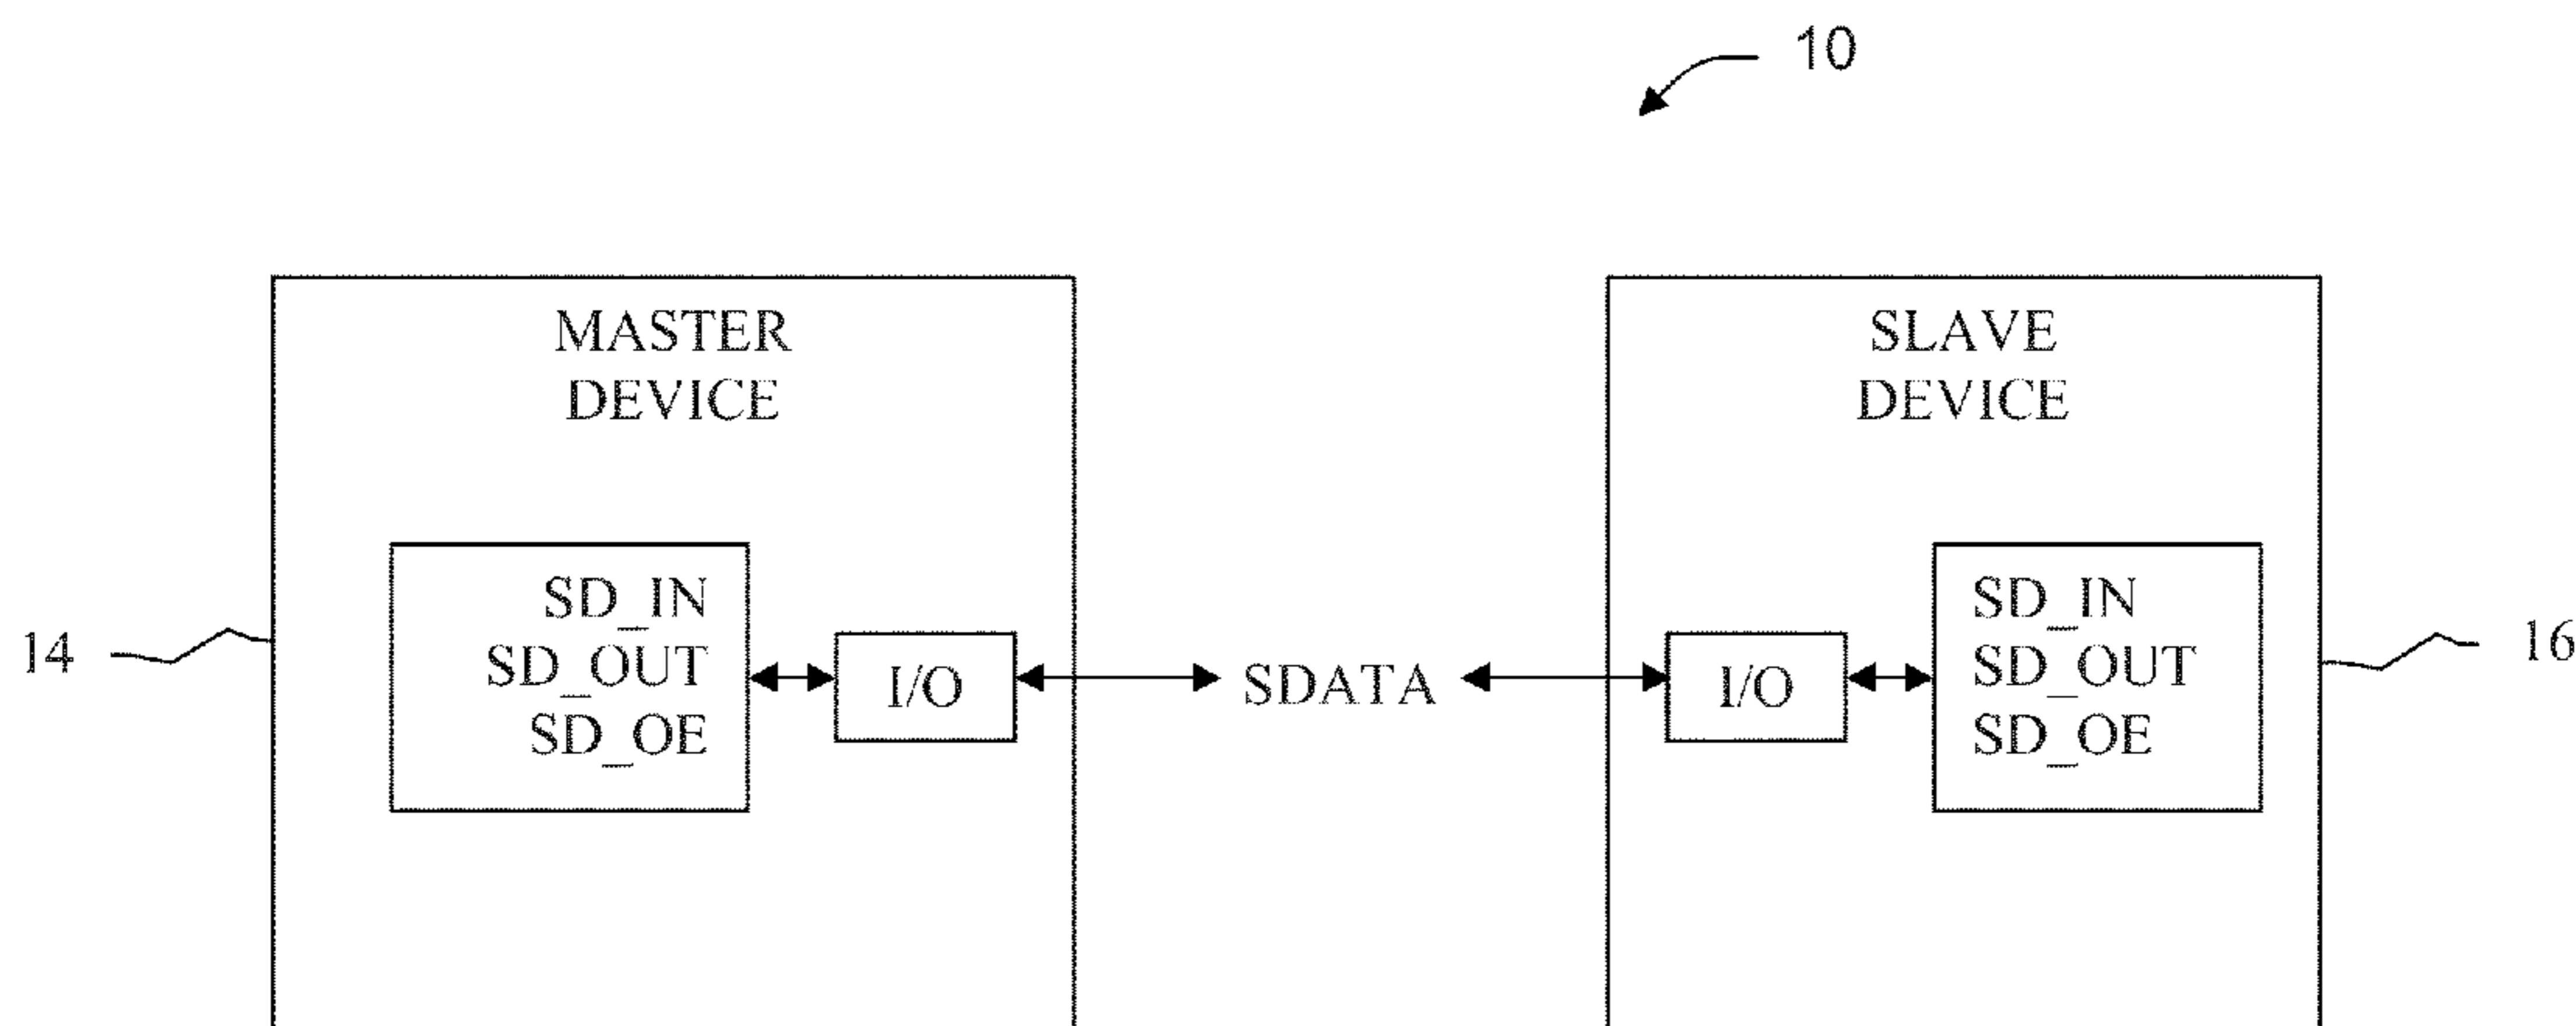 10
MASTER
DEVICE
SLAVE
DEVICE
14
SD_IN
SD_OUT
SD_OE
I/O
SDATA
I/O
SD_IN
SD_OUT
SD_OE
16